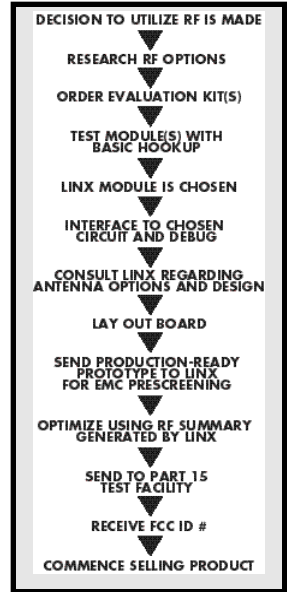 DECISION TO UTILIZE RF IS MADE
RESEARCH RF OPTIONS
ORDER EVALUATION KIT(S)
TEST MODULE(S) WITH
BASIC HOOKUP
LINX MODULE IS CHOSEN
INTERFACE TO CHOSEN
CIRCUIT AND DEBUG
CONSULT LINX REGARDING
ANTENNA OPTIONS AND DESIGN
LAY OUT BOARD
SEND PRODUCTION-READY
PROTOTYPE TO LINX
FOR EMC PRESCREENING
OPTIMIZE USING RF SUMMARY
GENERATED BY LINX
SEND TO PART 15
TEST FACILITY
RECEIVE FCC ID #
COMMENCE SELLING PRODUCT